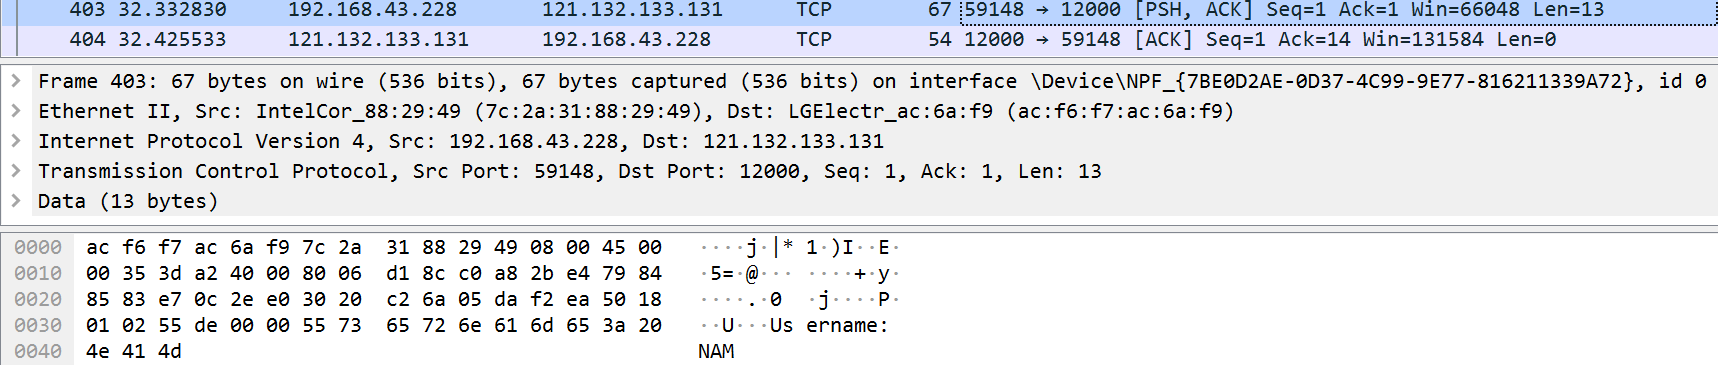 403 32.332830 192.168.43.228 121.132.133.131 TCP 67 59148 → 12000 [PSH, ACK] Seq=1 Ack=1 Win=66048 Len=13
404 32.425533 121.132.133.131 192.168.43.228 TCP 54 12000 → 59148 [ACK] Seq=1 Ack=14 Win=131584 Len=0
> Frame 403: 67 bytes on wire (536 bits), 67 bytes captured (536 bits) on interface \Device\NPF_{7BE0D2AE-0D37-4C99-9E77-816211339A72}, id 0
> Ethernet II, Src: IntelCor_88:29:49 (7c:2a:31:88:29:49), Dst: LGElectr_ac:6a:f9 (ac:f6:f7:ac:6a:f9)
> Internet Protocol Version 4, Src: 192.168.43.228, Dst: 121.132.133.131
> Transmission Control Protocol, Src Port: 59148, Dst Port: 12000, Seq: 1, Ack: 1, Len: 13
> Data (13 bytes)
0000 ac f6 f7 ac 6a f9 7c 2a 31 88 29 49 08 00 45 00 ····j·|* 1·)I··E·
0010 00 35 3d a2 40 00 80 06 d1 8c c0 a8 2b e4 79 84 ·5=·@··· ····+·y·
0020 85 83 e7 0c 2e e0 30 20 c2 6a 05 da f2 ea 50 18 ····.·0  ·j····P·
0030 01 02 55 de 00 00 55 73 65 72 6e 61 6d 65 3a 20 ··U···Us ername:
0040 4e 41 4d NAM